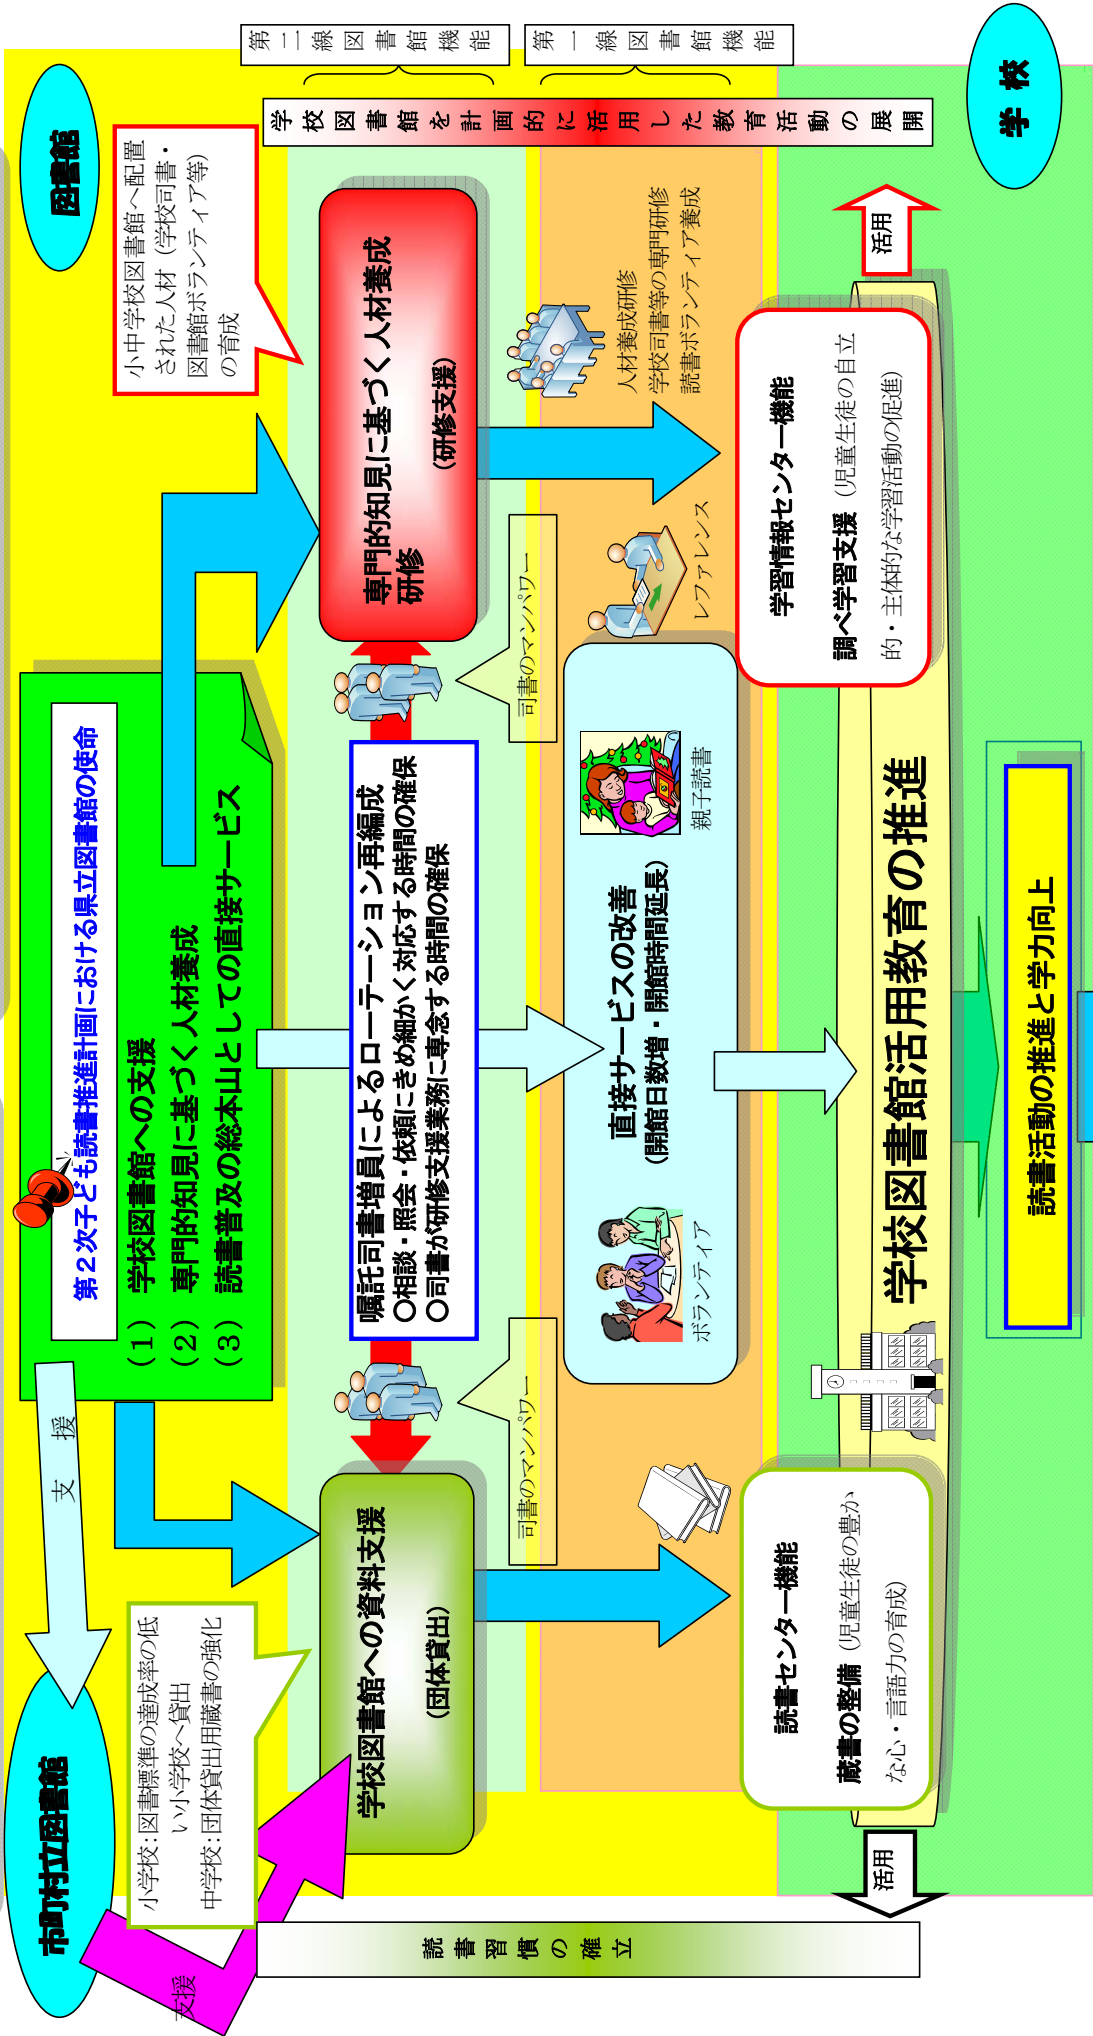 市町村立図書館
支　援
支援
図書館
第２次子ども読書推進計画における県立図書館の使命
（１）　学校図書館への支援
（２）　専門的知見に基づく人材養成
（３）　読書普及の総本山としての直接サービス
小学校：図書標準の達成率の低
い小学校へ貸出
中学校：団体貸出用蔵書の強化
小中学校図書館へ配置
された人材（学校司書・
図書館ボランティア等）
の育成
第二線図書館機能
第一線図書館機能
学校図書館を計画的に活用した教育活動の展開
学校図書館への資料支援
（団体貸出）
嘱託司書増員によるローテーション再編成
○相談・照会・依頼にきめ細かく対応する時間の確保
○司書が研修支援業務に専念する時間の確保
専門的知見に基づく人材養成
研修
（研修支援）
司書のマンパワー
司書のマンパワー
読書習慣の確立
直接サービスの改善
（開館日数増・開館時間延長）
ボランティア
親子読書
レファレンス
人材養成研修
学校司書等の専門研修
読書ボランティア養成
読書センター機能
蔵書の整備（児童生徒の豊か
な心・言語力の育成）
学習情報センター機能
調べ学習支援（児童生徒の自立
的・主体的な学習活動の促進）
活用
活用
学校図書館活用教育の推進
学校
読書活動の推進と学力向上